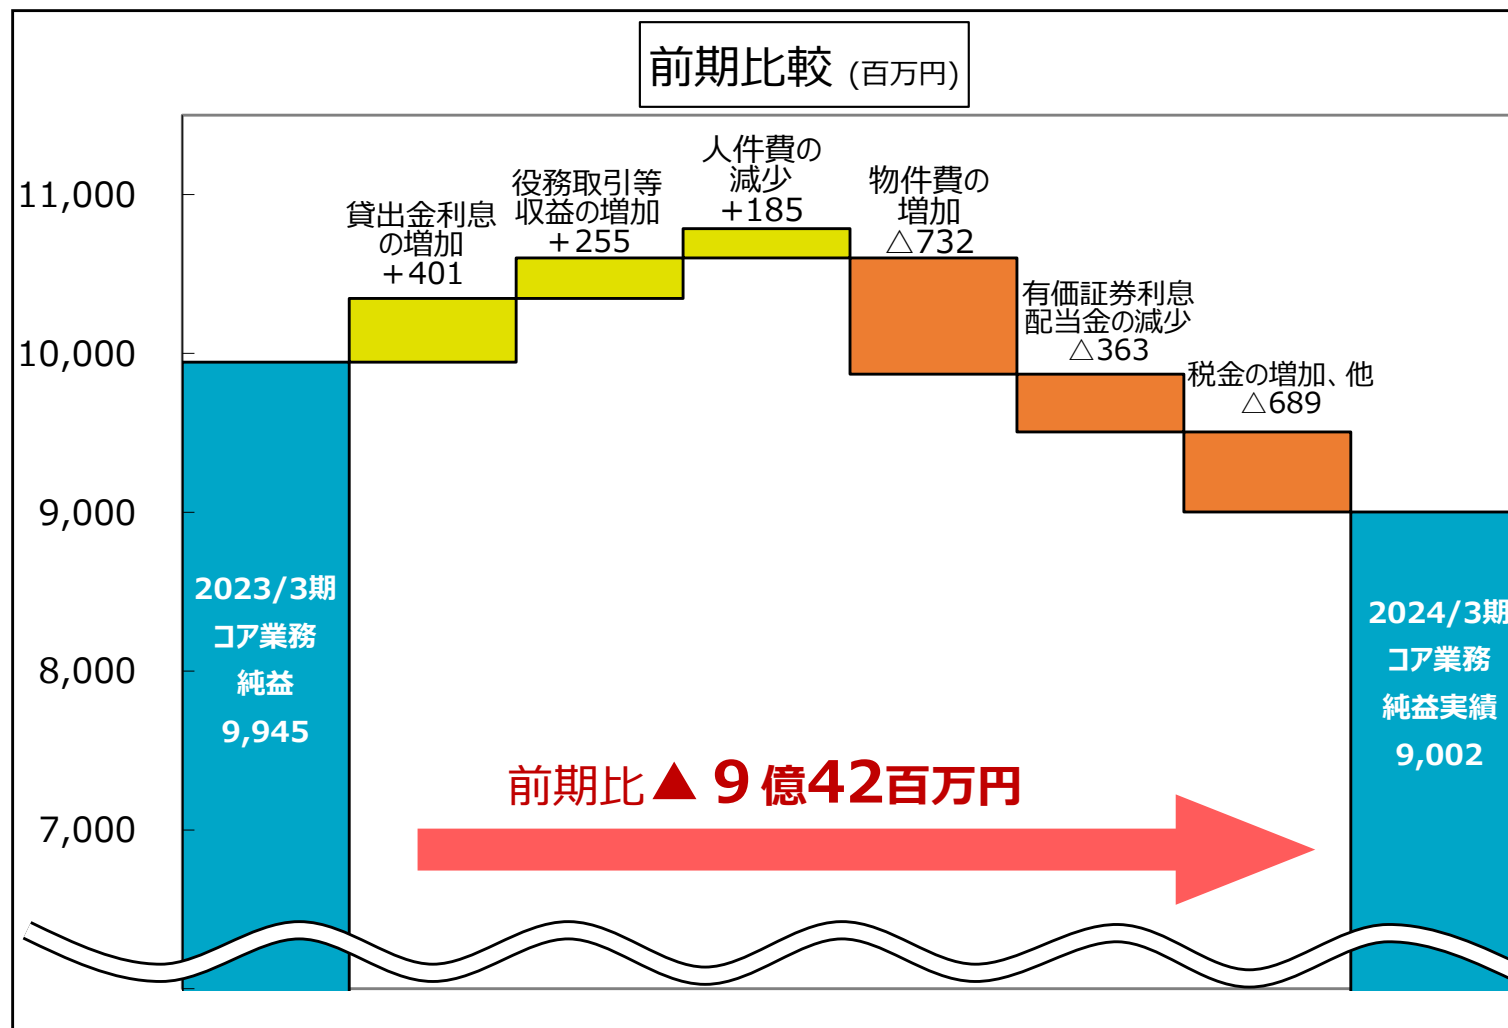 前期比較 (百万円)
11,000
10,000
9,000
8,000
7,000
貸出金利息
の増加
+401
役務取引等
収益の増加
+255
人件費の
減少
+185
物件費の
増加
△732
有価証券利息
配当金の減少
△363
税金の増加、他
△689
2023/3期
コア業務
純益
9,945
2024/3期
コア業務
純益実績
9,002
前期比▲9億42百万円